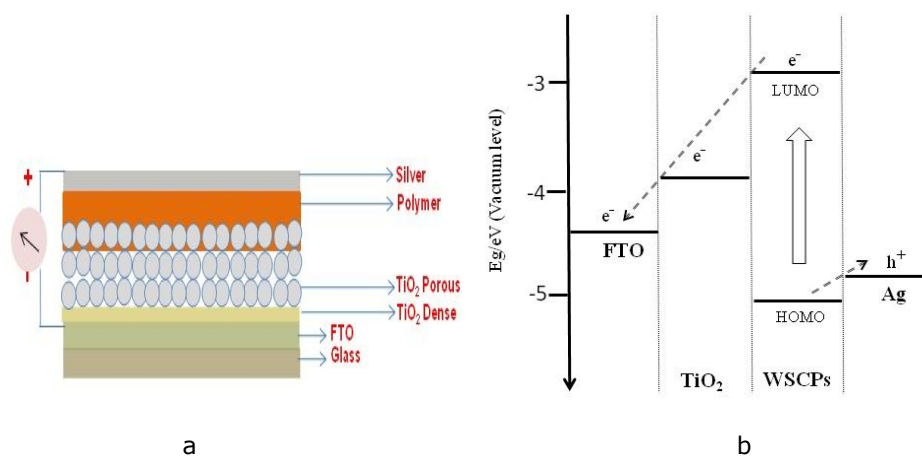 +
Silver
Polymer
TiO2 Porous
TiO2 Dense
FTO
Glass
a
Eg/eV (Vacuum level)
-3
-4
-5
e⁻
LUMO
e⁻
e⁻
FTO
h⁺
Ag
HOMO
TiO₂
WSCPs
b